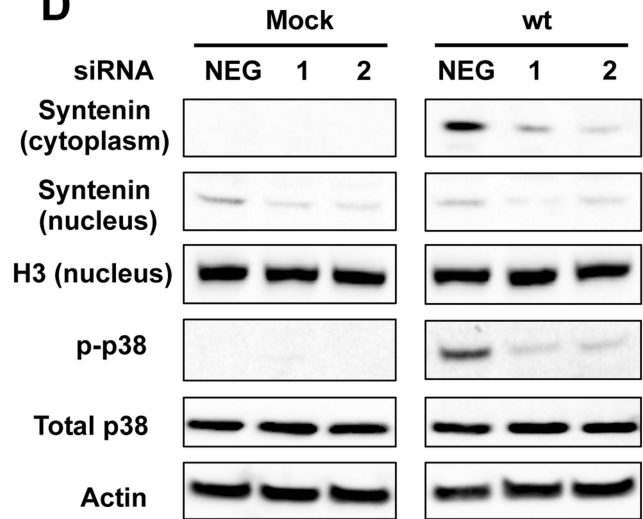 D
Mock wt
siRNA NEG 1 2 NEG 1 2
Syntenin
(cytoplasm)
Syntenin
(nucleus)
H3 (nucleus)
p-p38
Total p38
Actin